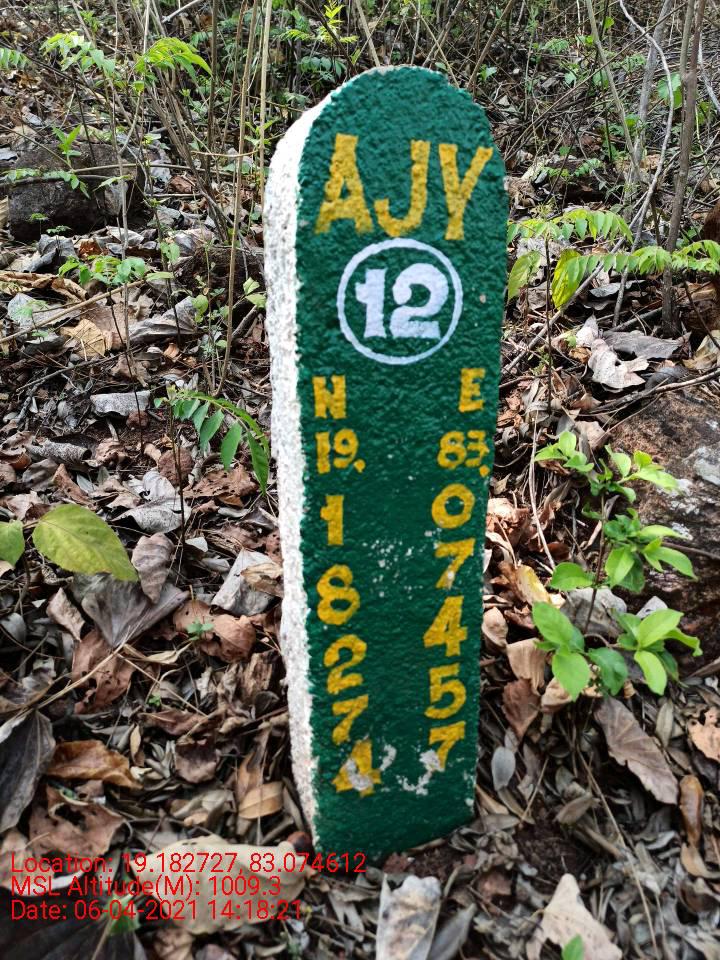 AJY
12
N E
19. 83.
1 0
8 7
2 4
7 5
4 7
Location: 19.182727, 83.074612
MSL Altitude(M): 1009.3
Date: 06-04-2021 14:18:21